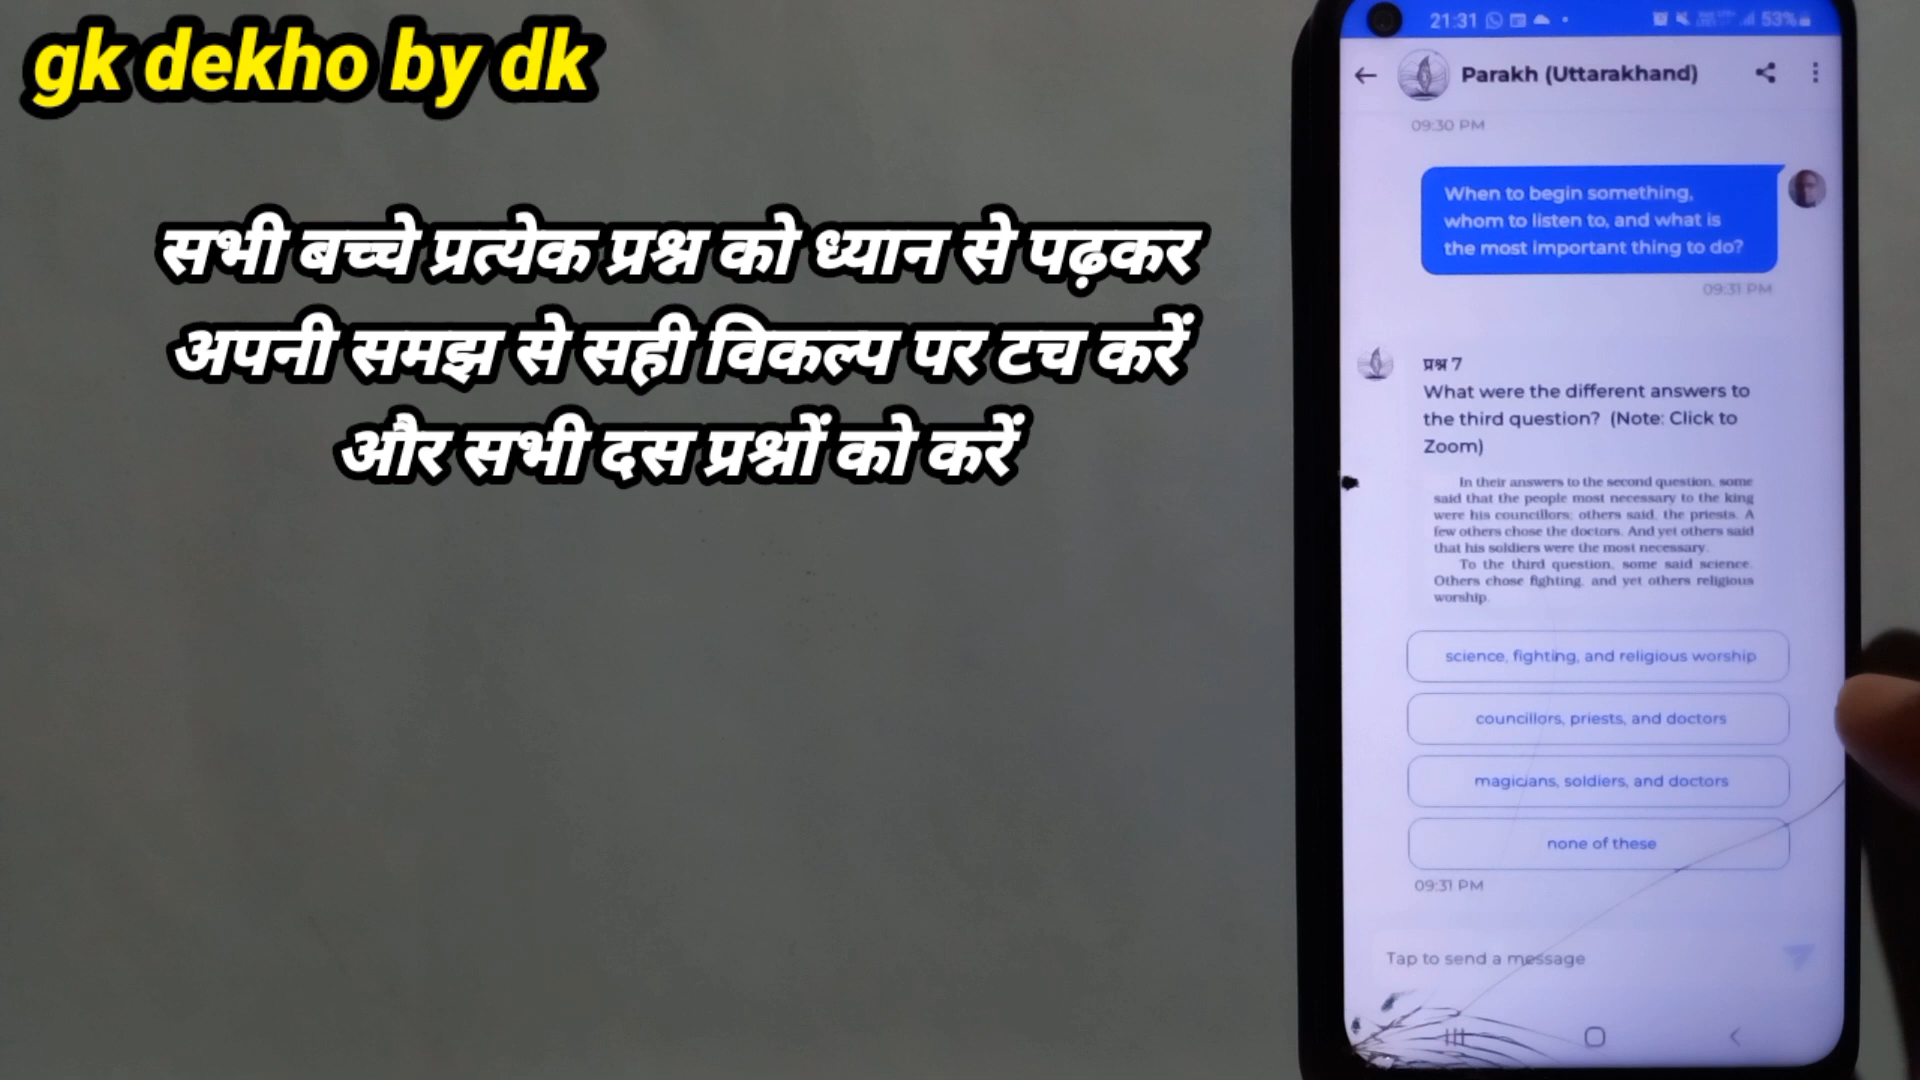 gk dekho by dk
सभी बच्चे प्रत्येक प्रश्न को ध्यान से पढ़कर
अपनी समझ से सही विकल्प पर टच करें
और सभी दस प्रश्नों को करें
21:31
53%
Parakh (Uttarakhand)
09:30 PM
When to begin something,
whom to listen to, and what is
the most important thing to do?
09:31 PM
प्रश्न 7
What were the different answers to
the third question? (Note: Click to
Zoom)
In their answers to the second question, some
said that the people most necessary to the king
were his councillors; others said, the priests. A
few others chose the doctors. And yet others said
that his soldiers were the most necessary.
To the third question, some said science.
Others chose fighting, and yet others religious
worship.
science, fighting, and religious worship
councillors, priests, and doctors
magicians, soldiers, and doctors
none of these
09:31 PM
Tap to send a message